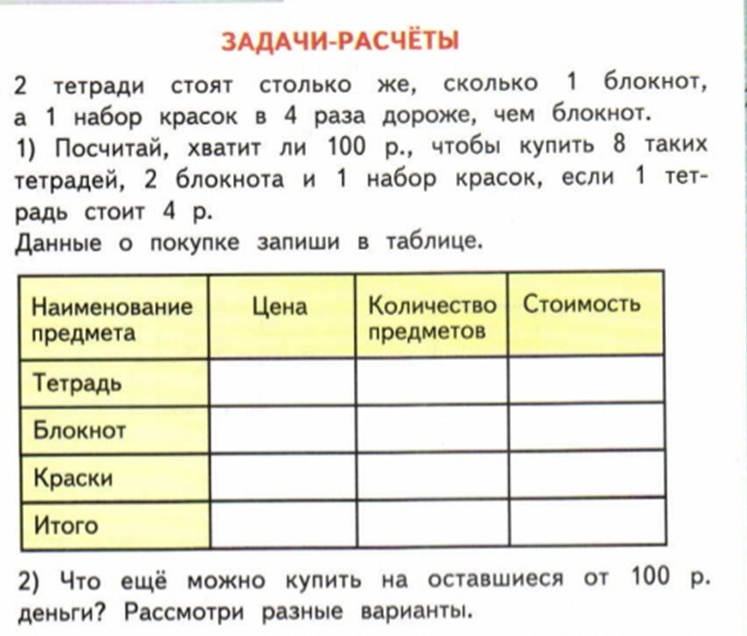 ЗАДАЧИ-РАСЧЁТЫ
2 тетради стоят столько же, сколько 1 блокнот,
а 1 набор красок в 4 раза дороже, чем блокнот.
1) Посчитай, хватит ли 100 р., чтобы купить 8 таких
тетрадей, 2 блокнота и 1 набор красок, если 1 тет-
радь стоит 4 р.
Данные о покупке запиши в таблице.
Наименование предмета Цена Количество предметов Стоимость
Тетрадь
Блокнот
Краски
Итого
2) Что ещё можно купить на оставшиеся от 100 р.
деньги? Рассмотри разные варианты.